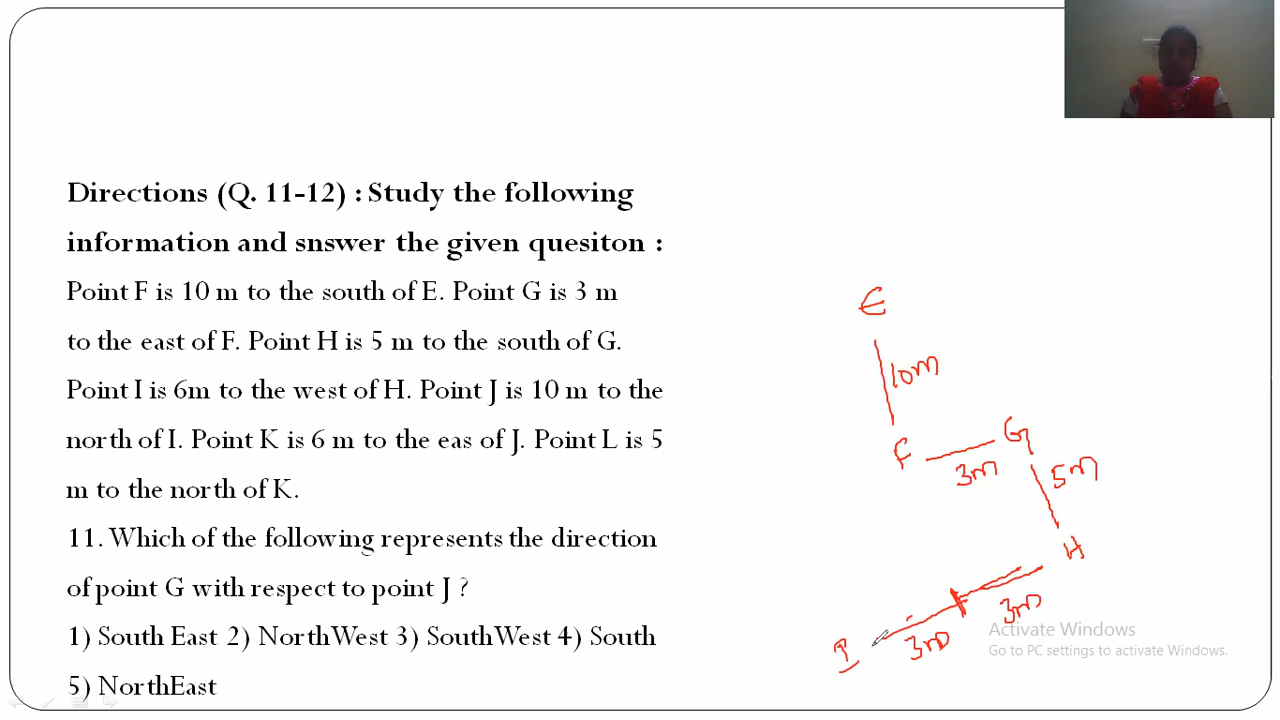 Directions (Q. 11-12) : Study the following
information and snswer the given quesiton :
Point F is 10 m to the south of E. Point G is 3 m
to the east of F. Point H is 5 m to the south of G.
Point I is 6m to the west of H. Point J is 10 m to the
north of I. Point K is 6 m to the eas of J. Point L is 5
m to the north of K.
11. Which of the following represents the direction
of point G with respect to point J ?
1) South East 2) NorthWest 3) SouthWest 4) South
5) NorthEast
E
10m
F
3m
G
5m
H
3m
3m
I
Activate Windows
Go to PC settings to activate Windows.